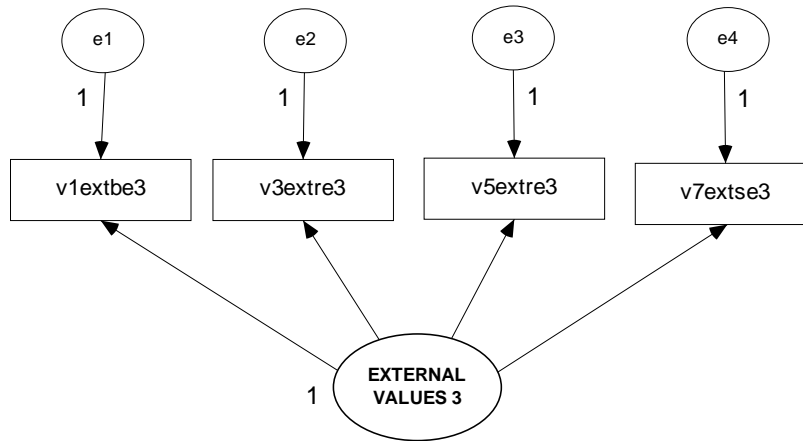 e1
e2
e3
e4
1
1
1
1
v1extbe3
v3extre3
v5extre3
v7extse3
EXTERNAL
VALUES 3
1